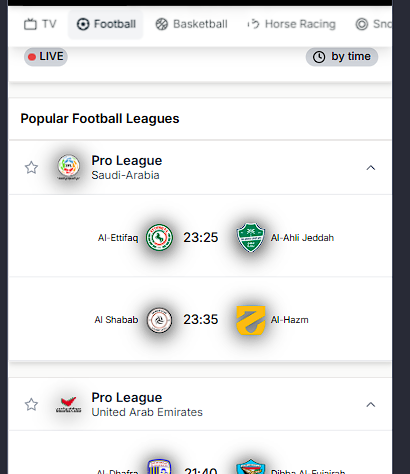 TV Football Basketball Horse Racing Sno
LIVE by time
Popular Football Leagues
Pro League
Saudi-Arabia
Al-Ettifaq 23:25 Al-Ahli Jeddah
Al Shabab 23:35 Al-Hazm
Pro League
United Arab Emirates
Al-Dhafra 21:40 Dibba Al-Fujairah